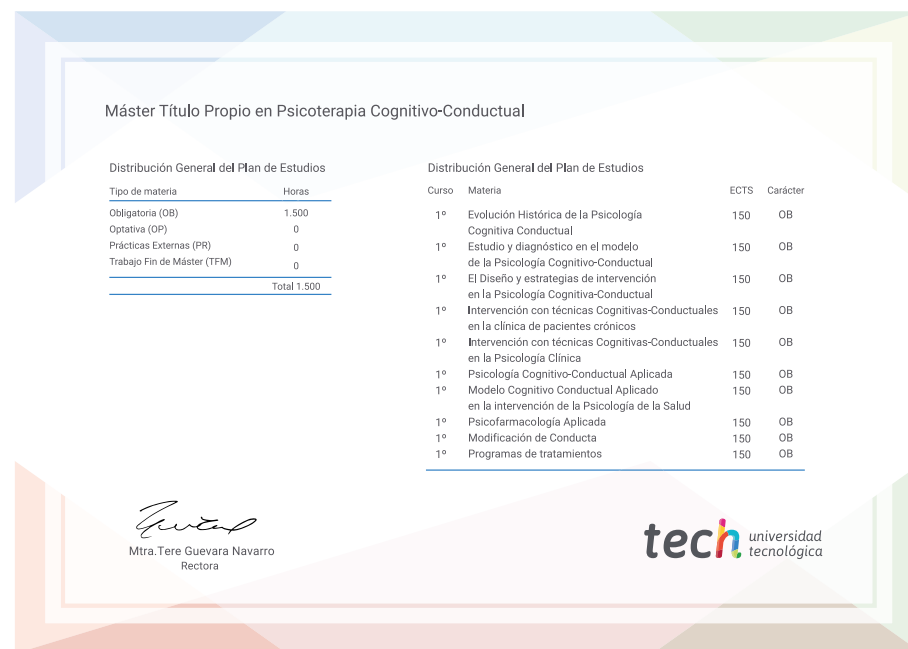 Máster Título Propio en Psicoterapia Cognitivo-Conductual
Distribución General del Plan de Estudios
Tipo de materia Horas
Obligatoria (OB) 1.500
Optativa (OP) 0
Prácticas Externas (PR) 0
Trabajo Fin de Máster (TFM) 0
Total 1.500
Distribución General del Plan de Estudios
Curso Materia ECTS Carácter
1º Evolución Histórica de la Psicología 150 OB
Cognitiva Conductual
1º Estudio y diagnóstico en el modelo 150 OB
de la Psicología Cognitivo-Conductual
1º El Diseño y estrategias de intervención 150 OB
en la Psicología Cognitiva-Conductual
1º Intervención con técnicas Cognitivas-Conductuales 150 OB
en la clínica de pacientes crónicos
1º Intervención con técnicas Cognitivas-Conductuales 150 OB
en la Psicología Clínica
1º Psicología Cognitivo-Conductual Aplicada 150 OB
1º Modelo Cognitivo Conductual Aplicado 150 OB
en la intervención de la Psicología de la Salud
1º Psicofarmacología Aplicada 150 OB
1º Modificación de Conducta 150 OB
1º Programas de tratamientos 150 OB
Mtra.Tere Guevara Navarro
Rectora
tech universidad
tecnológica